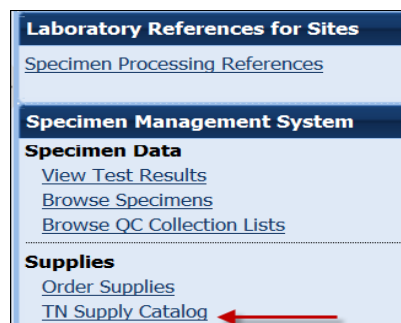 Laboratory References for Sites
Specimen Processing References
Specimen Management System
Specimen Data
View Test Results
Browse Specimens
Browse QC Collection Lists
Supplies
Order Supplies
TN Supply Catalog